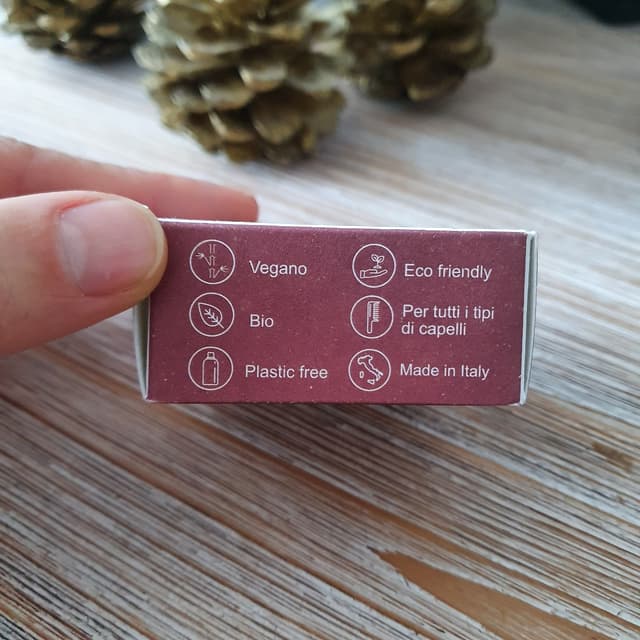 Vegano
Bio
Plastic free
Eco friendly
Per tutti i tipi
di capelli
Made in Italy